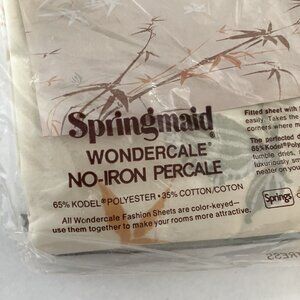 Springmaid®
WONDERCALE®
NO-IRON PERCALE
65% KODEL® POLYESTER • 35% COTTON/COTON
All Wondercale Fashion Sheets are color-keyed—
use them together to make your rooms more attractive.
Fitted sheet with
easily. Takes the
corners where m
The perfected
65% Kodel® Poly
tumble dries.
luxuriously
neater on you
Springs
TRESS